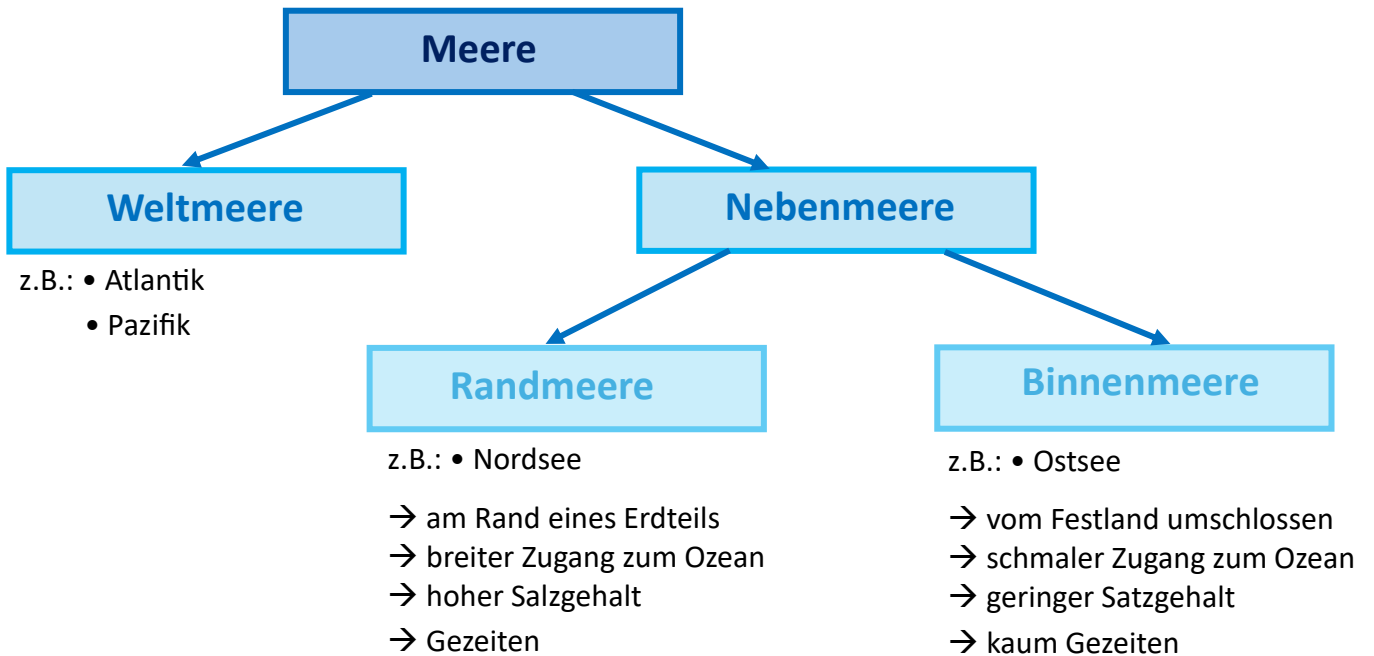 Meere
Weltmeere
z.B.: • Atlantik
• Pazifik
Nebenmeere
Randmeere
z.B.: • Nordsee
→ am Rand eines Erdteils
→ breiter Zugang zum Ozean
→ hoher Salzgehalt
→ Gezeiten
Binnenmeere
z.B.: • Ostsee
→ vom Festland umschlossen
→ schmaler Zugang zum Ozean
→ geringer Satzgehalt
→ kaum Gezeiten